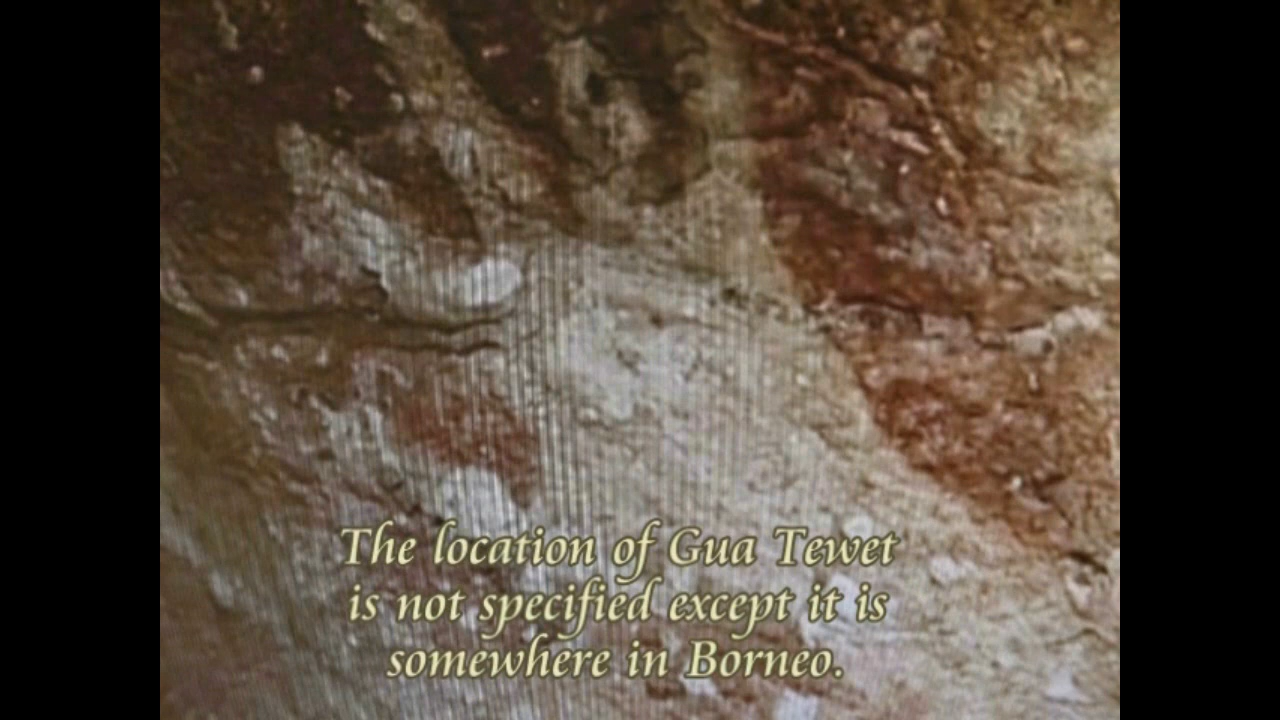 The location of Gua Tewet
is not specified except it is
somewhere in Borneo.